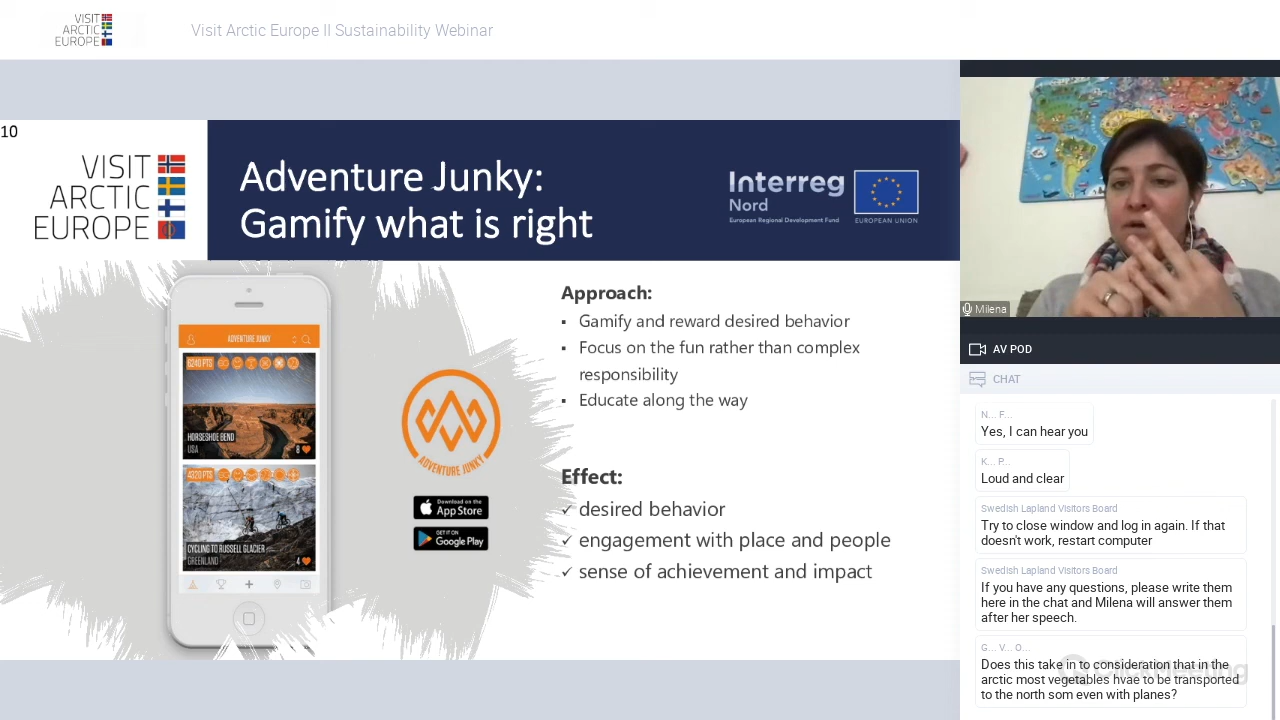 VISIT
ARCTIC
EUROPE
Visit Arctic Europe II Sustainability Webinar
10
VISIT
ARCTIC
EUROPE
Adventure Junky:
Gamify what is right
Interreg
Nord
European Regional Development Fund
EUROPEAN UNION
ADVENTURE JUNKY
6240 PTS
HORSESHOE BEND
USA
8
4320 PTS
CYCLING TO RUSSELL GLACIER
GREENLAND
4
ADVENTURE JUNKY
Download on the
App Store
GET IT ON
Google Play
Approach:
▪ Gamify and reward desired behavior
▪ Focus on the fun rather than complex
responsibility
▪ Educate along the way
Effect:
✓ desired behavior
✓ engagement with place and people
✓ sense of achievement and impact
Milena
AV POD
CHAT
N... F...
Yes, I can hear you
K... P...
Loud and clear
Swedish Lapland Visitors Board
Try to close window and log in again. If that
doesn't work, restart computer
Swedish Lapland Visitors Board
If you have any questions, please write them
here in the chat and Milena will answer them
after her speech.
G... V... O...
Does this take in to consideration that in the
arctic most vegetables hvae to be transported
to the north som even with planes?
ClickMeeting